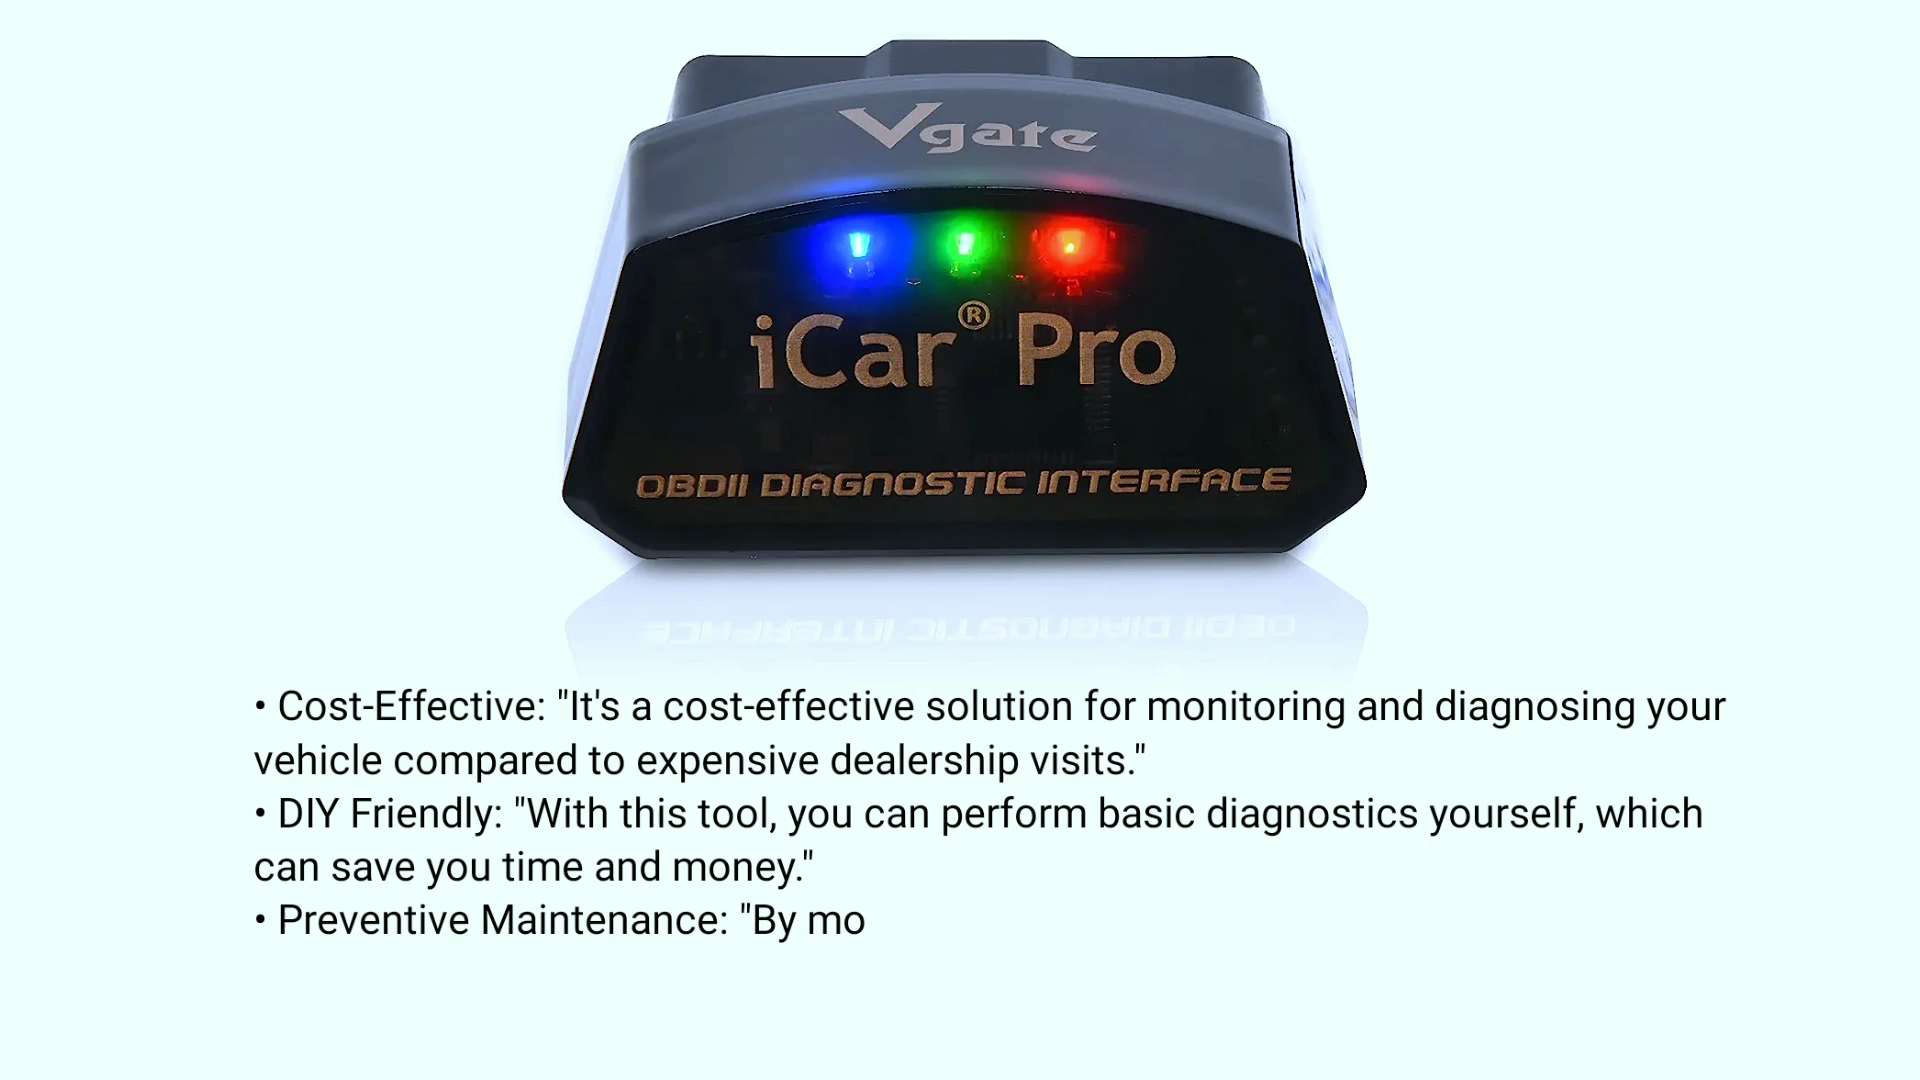 Vgate
iCar® Pro
OBDII DIAGNOSTIC INTERFACE
• Cost-Effective: "It's a cost-effective solution for monitoring and diagnosing your
vehicle compared to expensive dealership visits."
• DIY Friendly: "With this tool, you can perform basic diagnostics yourself, which
can save you time and money."
• Preventive Maintenance: "By mo